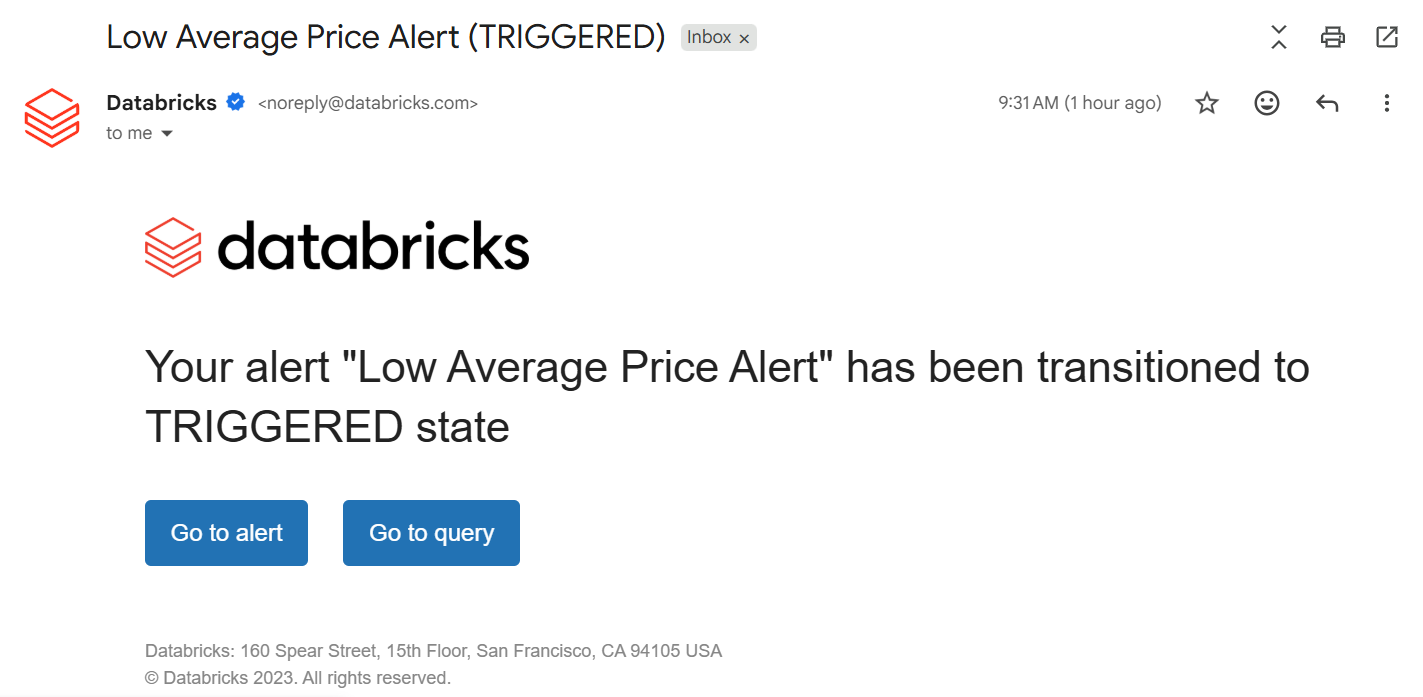 Low Average Price Alert (TRIGGERED) Inbox ×
Databricks <noreply@databricks.com> 9:31 AM (1 hour ago)
to me
databricks
Your alert "Low Average Price Alert" has been transitioned to
TRIGGERED state
Go to alert Go to query
Databricks: 160 Spear Street, 15th Floor, San Francisco, CA 94105 USA
© Databricks 2023. All rights reserved.